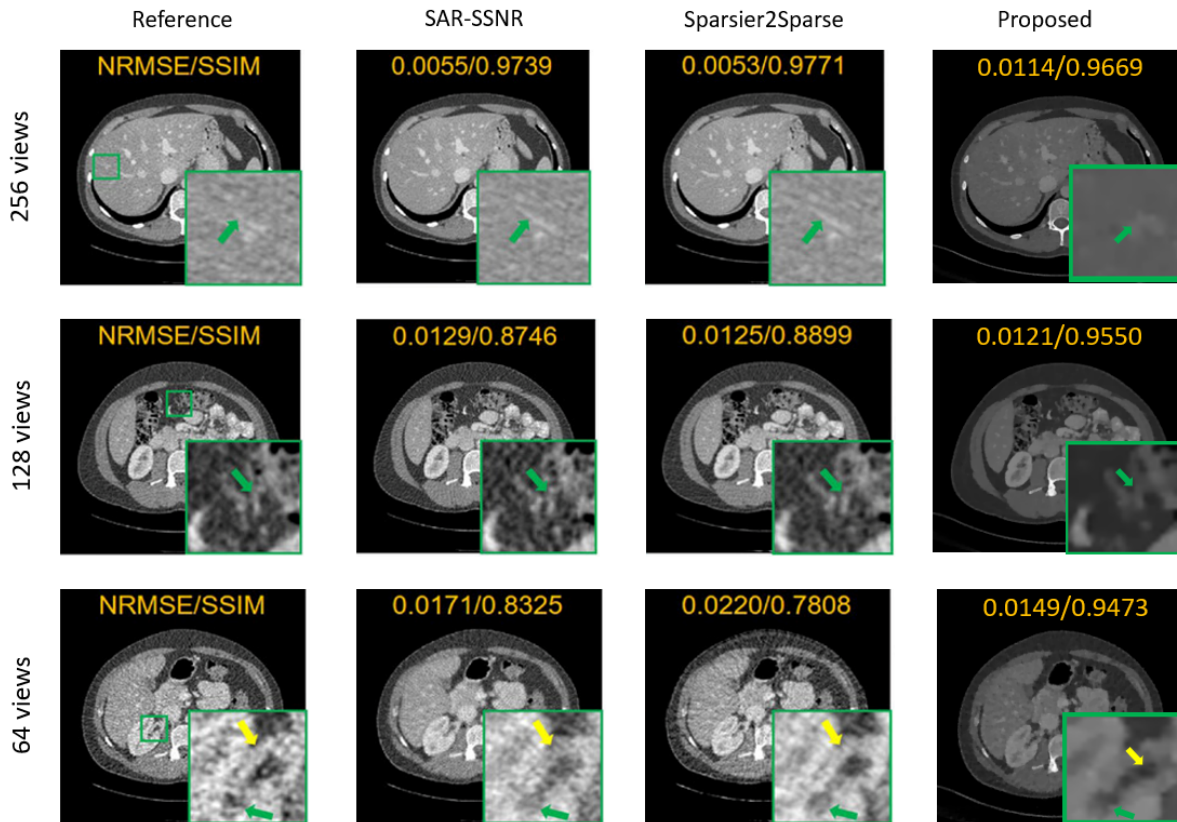 Reference SAR-SSNR Sparsier2Sparse Proposed
256 views
NRMSE/SSIM 0.0055/0.9739 0.0053/0.9771 0.0114/0.9669
128 views
NRMSE/SSIM 0.0129/0.8746 0.0125/0.8899 0.0121/0.9550
64 views
NRMSE/SSIM 0.0171/0.8325 0.0220/0.7808 0.0149/0.9473